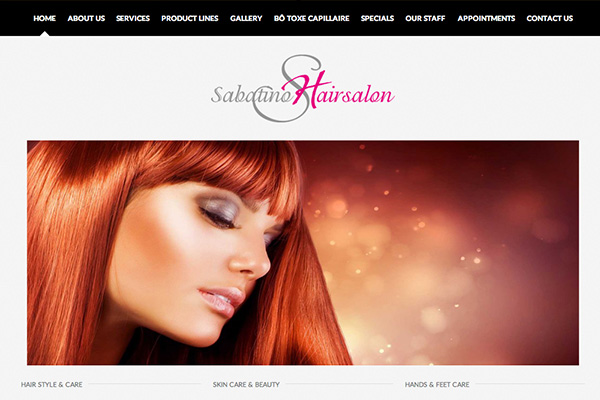 HOME ABOUT US SERVICES PRODUCT LINES GALLERY BŌ TOXE CAPILLAIRE SPECIALS OUR STAFF APPOINTMENTS CONTACT US
Sabatino Hairsalon
HAIR STYLE & CARE SKIN CARE & BEAUTY HANDS & FEET CARE